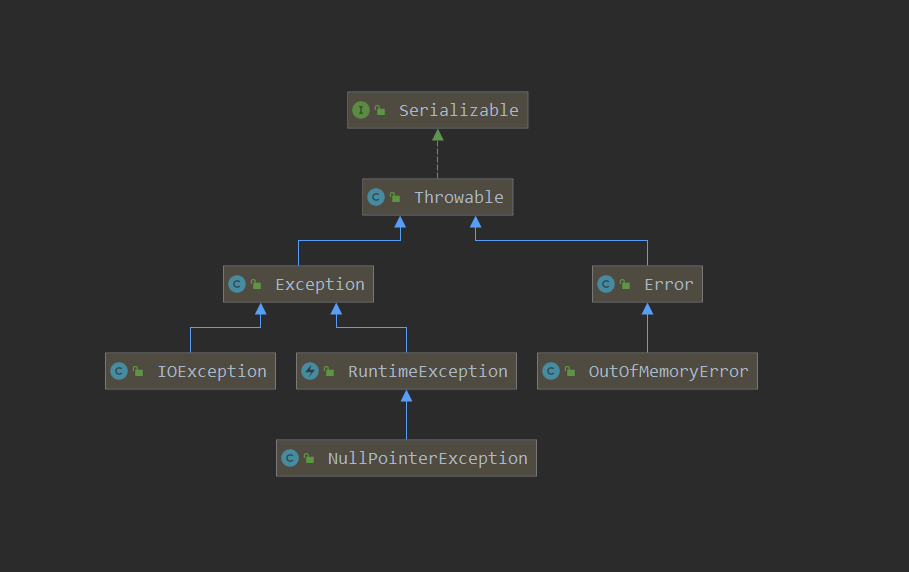 I Serializable
C Throwable
C Exception
C Error
C IOException
RuntimeException
C OutOfMemoryError
C NullPointerException